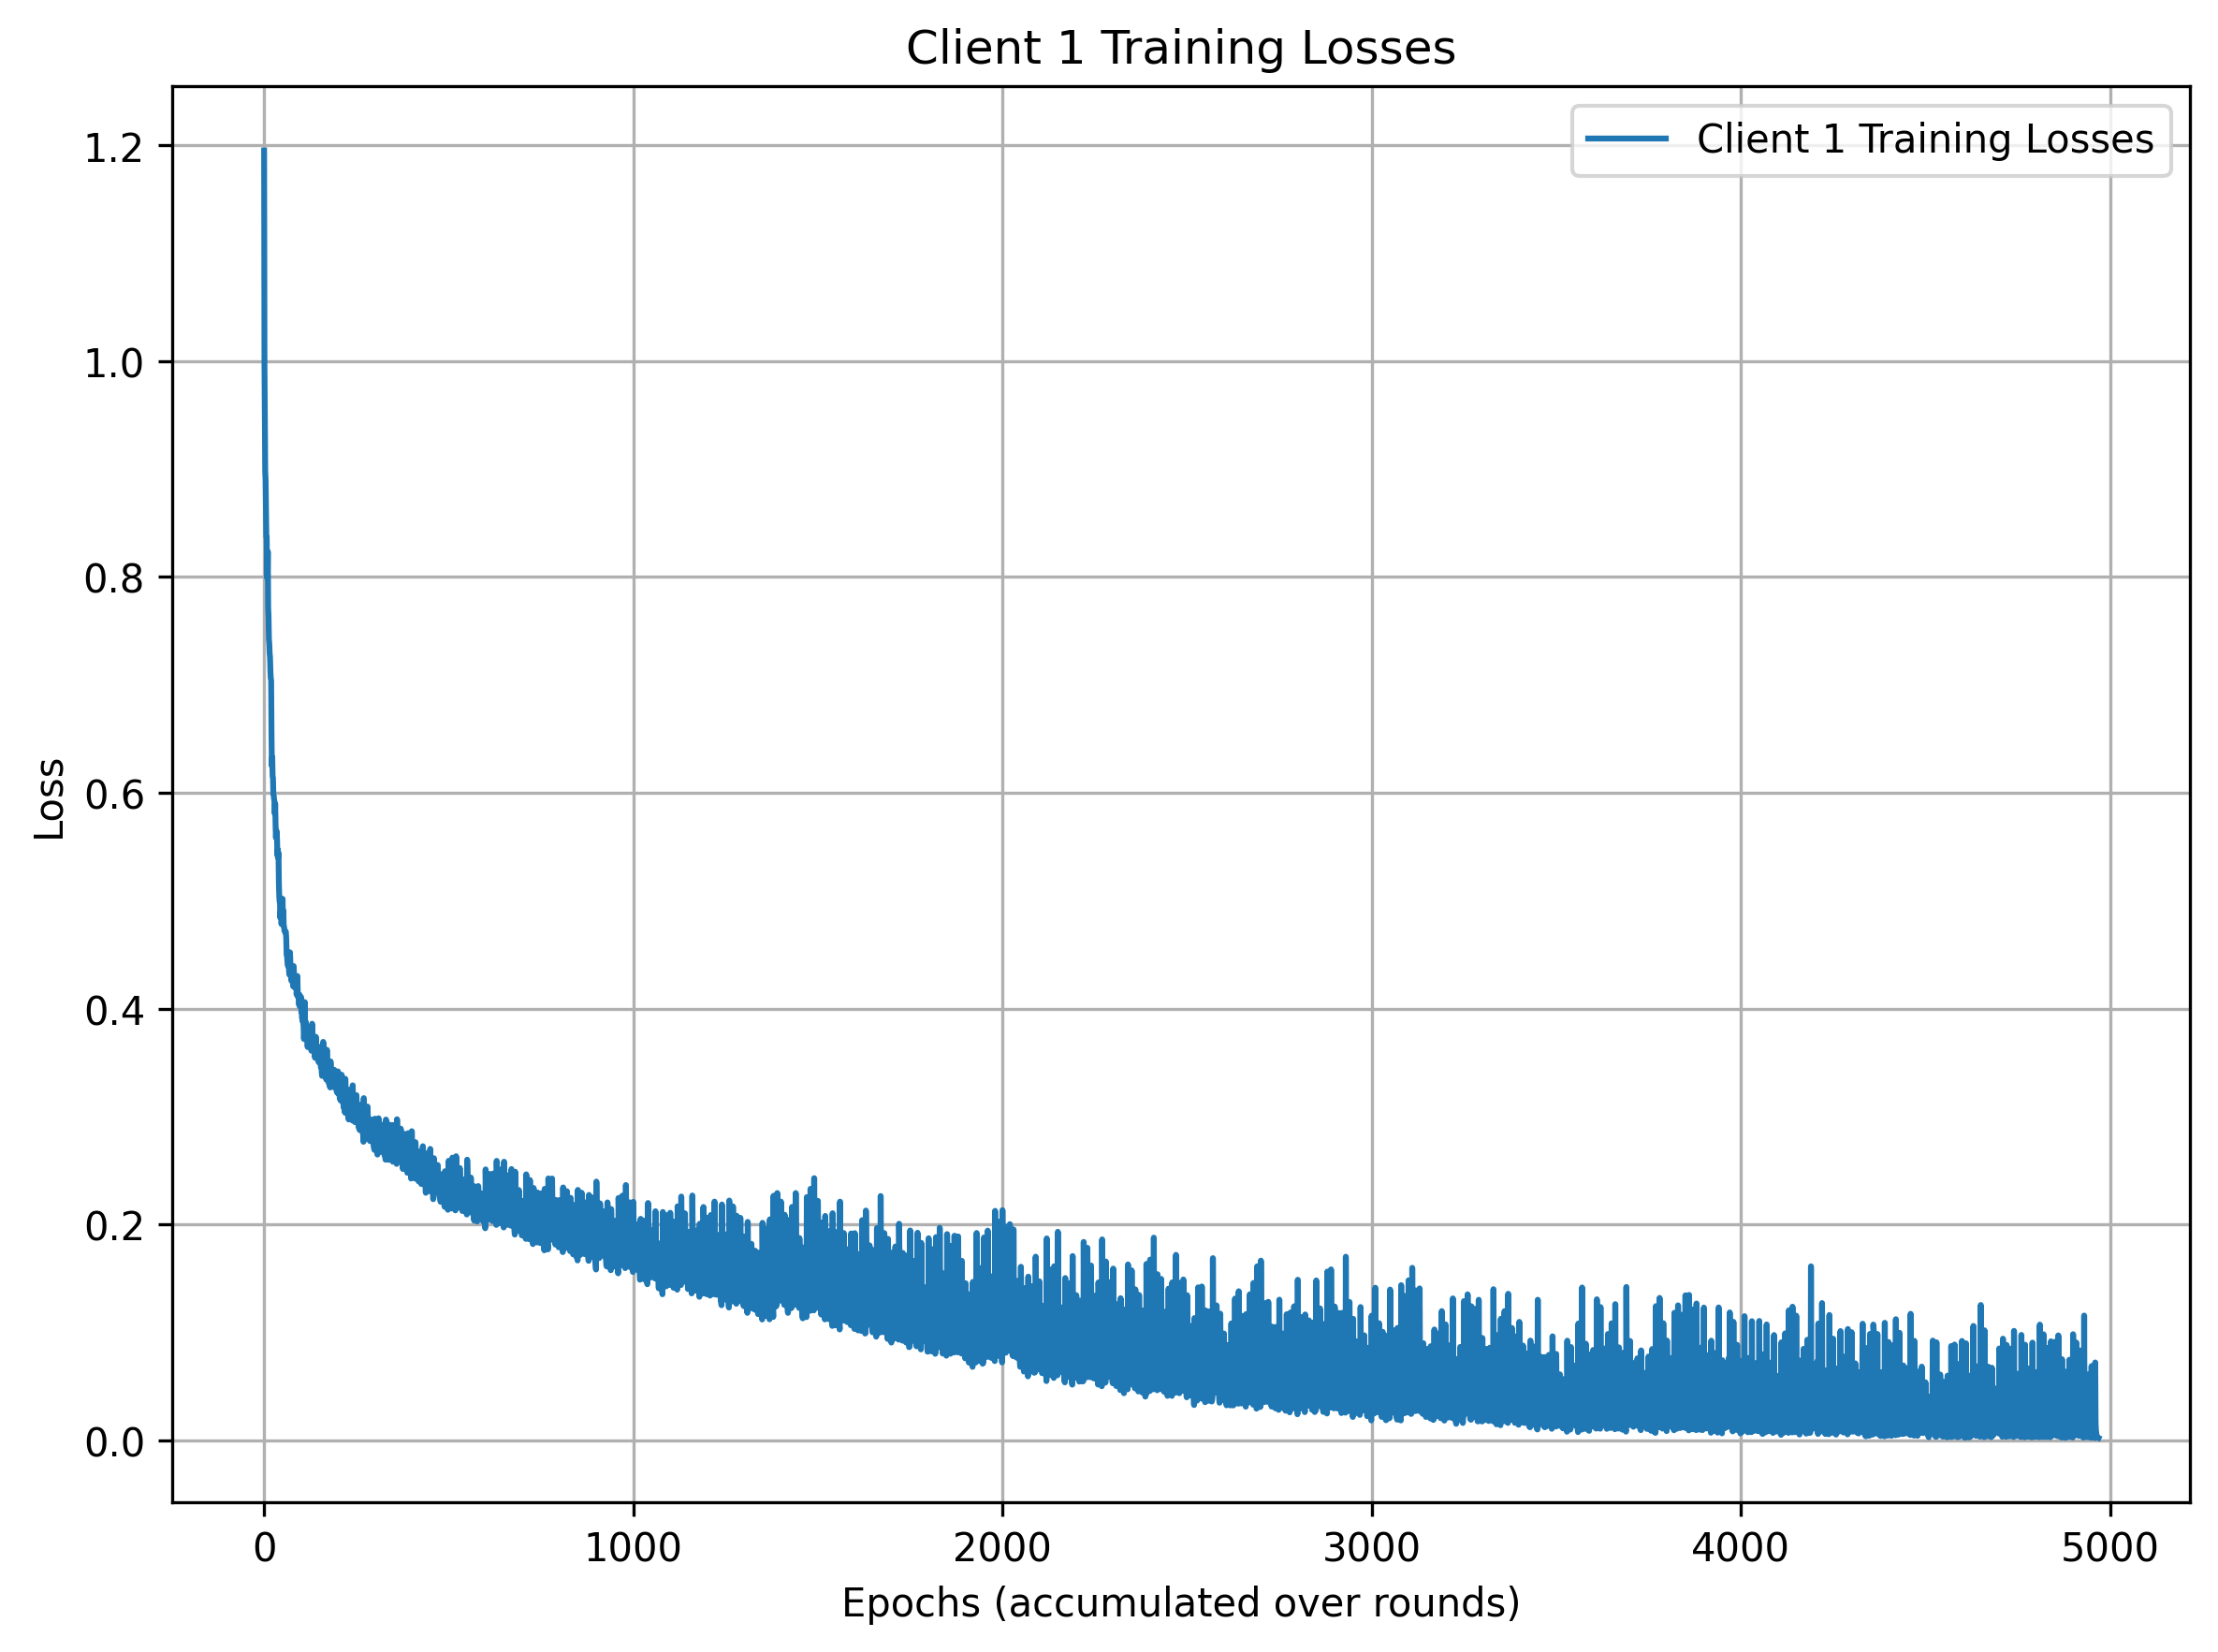 Client 1 Training Losses
Client 1 Training Losses
1.2
1.0
0.8
0.6
0.4
0.2
0.0
Loss
0 1000 2000 3000 4000 5000
Epochs (accumulated over rounds)